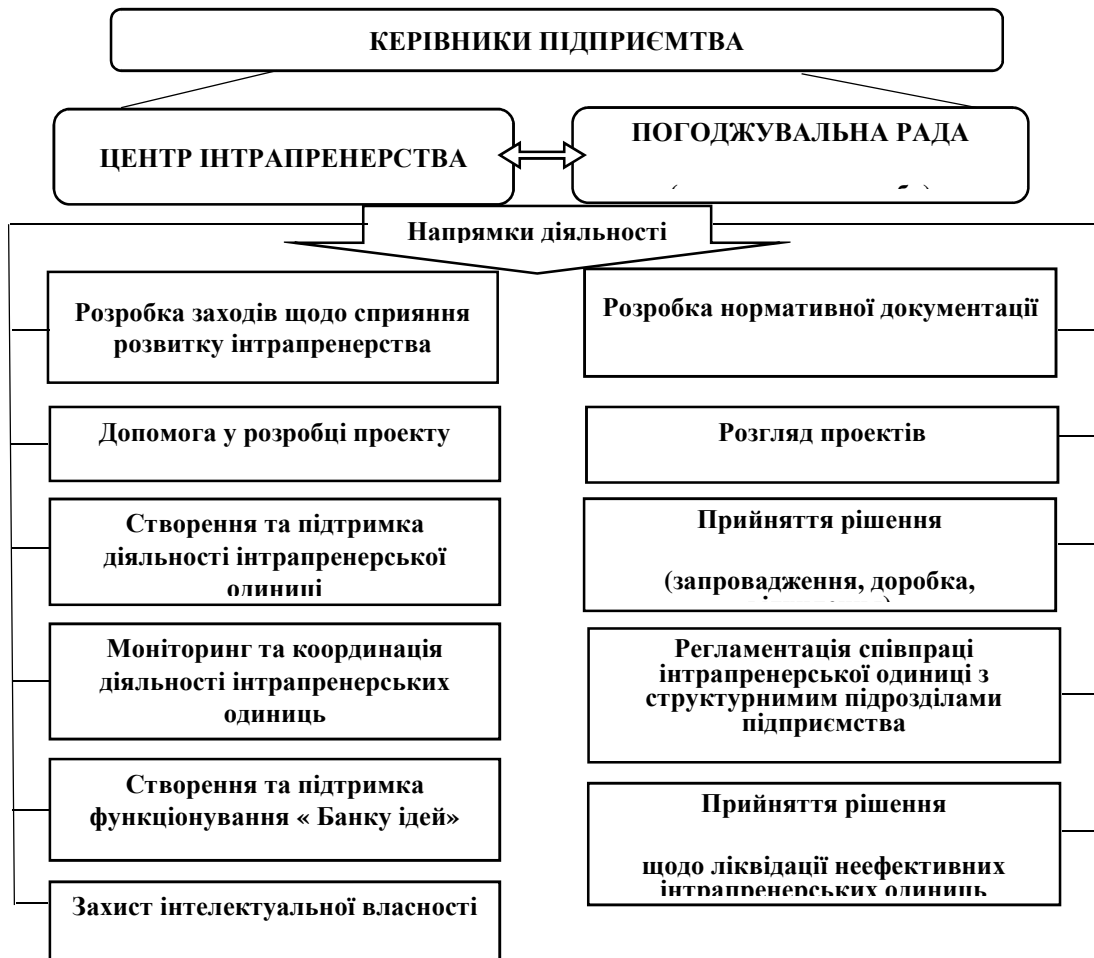 КЕРІВНИКИ ПІДПРИЄМТВА
ЦЕНТР ІНТРАПРЕНЕРСТВА
ПОГОДЖУВАЛЬНА РАДА
Напрямки діяльності
Розробка заходів щодо сприяння
розвитку інтрапренерства
Допомога у розробці проекту
Створення та підтримка
діяльності інтрапренерської
одиниці
Моніторинг та координація
діяльності інтрапренерських
одиниць
Створення та підтримка
функціонування « Банку ідей»
Захист інтелектуальної власності
Розробка нормативної документації
Розгляд проектів
Прийняття рішення
(запровадження, доробка,
Регламентація співпраці
інтрапренерської одиниці з
структурнимим підрозділами
підприємства
Прийняття рішення
щодо ліквідації неефективних
інтрапренерських одиниць